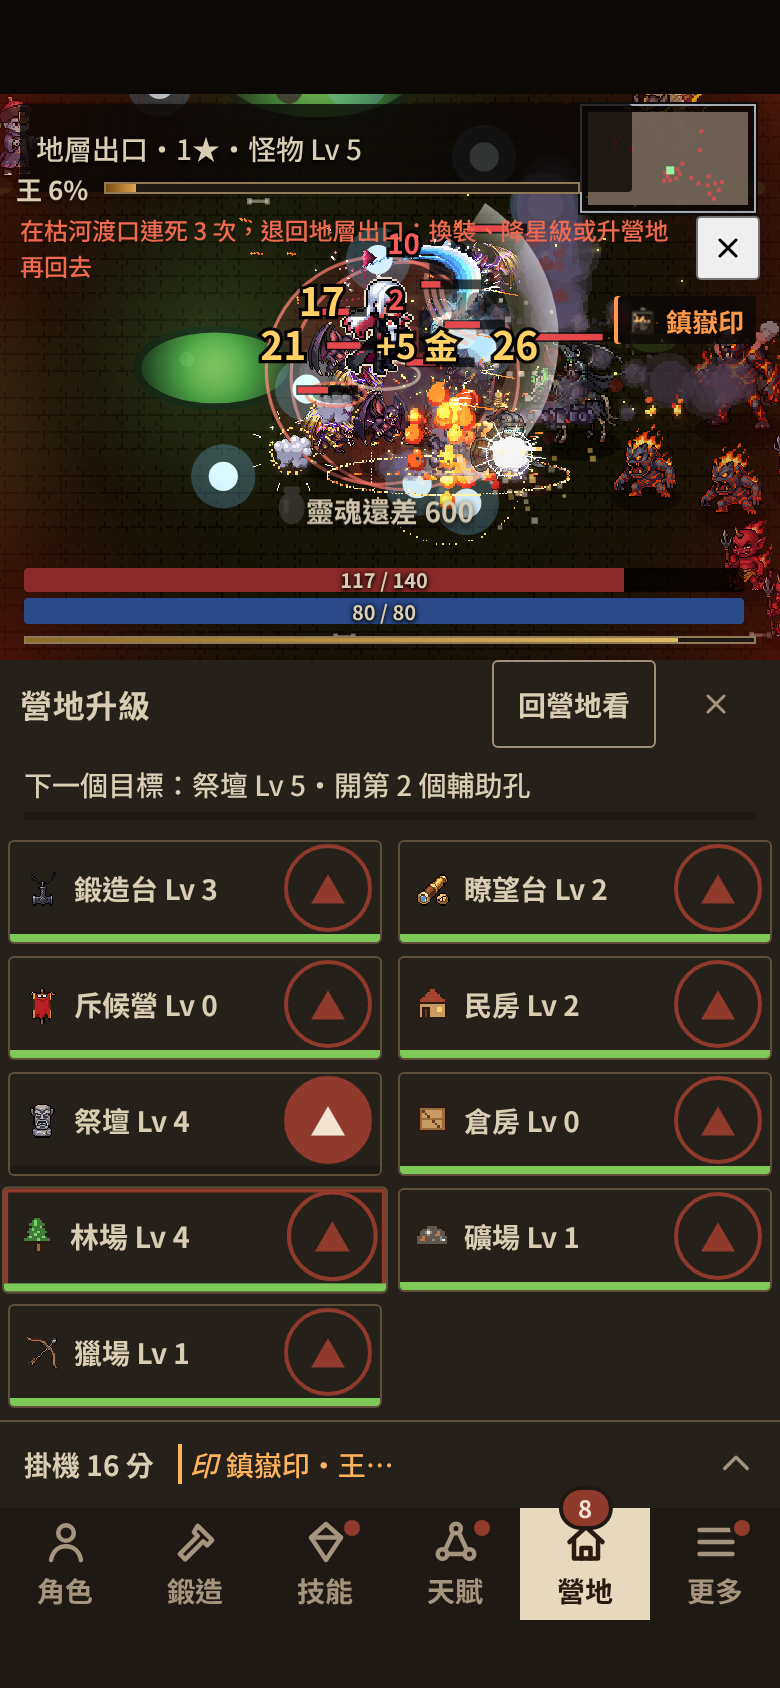 地層出口・1★・怪物 Lv 5
王 6%
在枯河渡口連死 3 次，退回地層出口：換裝、降星級或升營地
再回去
10
17
2
21
+5 金
26
鎮嶽印
靈魂還差 600
117 / 140
80 / 80
營地升級
回營地看
下一個目標：祭壇 Lv 5・開第 2 個輔助孔
鍛造台 Lv 3
瞭望台 Lv 2
斥候營 Lv 0
民房 Lv 2
祭壇 Lv 4
倉房 Lv 0
林場 Lv 4
礦場 Lv 1
獵場 Lv 1
掛機 16 分
印 鎮嶽印・王⋯
8
角色
鍛造
技能
天賦
營地
更多